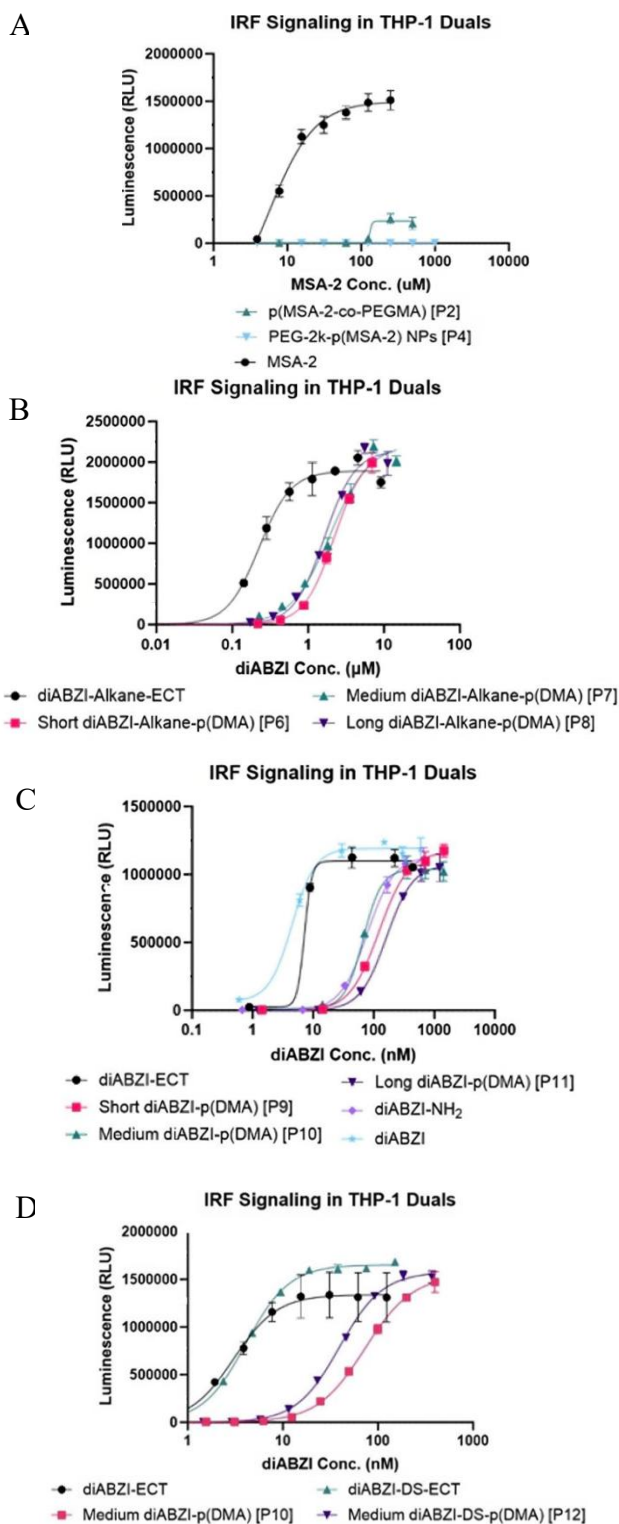 A
IRF Signaling in THP-1 Duals
2000000
1500000
1000000
500000
0
Luminescence (RLU)
1 10 100 1000 10000
MSA-2 Conc. (uM)
p(MSA-2-co-PEGMA) [P2]
PEG-2k-p(MSA-2) NPs [P4]
MSA-2
B
IRF Signaling in THP-1 Duals
2500000
2000000
1500000
1000000
500000
0
Luminescence (RLU)
0.01 0.1 1 10 100
diABZI Conc. (µM)
diABZI-Alkane-ECT Medium diABZI-Alkane-p(DMA) [P7]
Short diABZI-Alkane-p(DMA) [P6] Long diABZI-Alkane-p(DMA) [P8]
C
IRF Signaling in THP-1 Duals
1500000
1000000
500000
0
Luminescence (RLU)
0.1 1 10 100 1000 10000
diABZI Conc. (nM)
diABZI-ECT Long diABZI-p(DMA) [P11]
Short diABZI-p(DMA) [P9] diABZI-NH₂
Medium diABZI-p(DMA) [P10] diABZI
D
IRF Signaling in THP-1 Duals
2000000
1500000
1000000
500000
0
Luminescence (RLU)
1 10 100 1000
diABZI Conc. (nM)
diABZI-ECT diABZI-DS-ECT
Medium diABZI-p(DMA) [P10] Medium diABZI-DS-p(DMA) [P12]